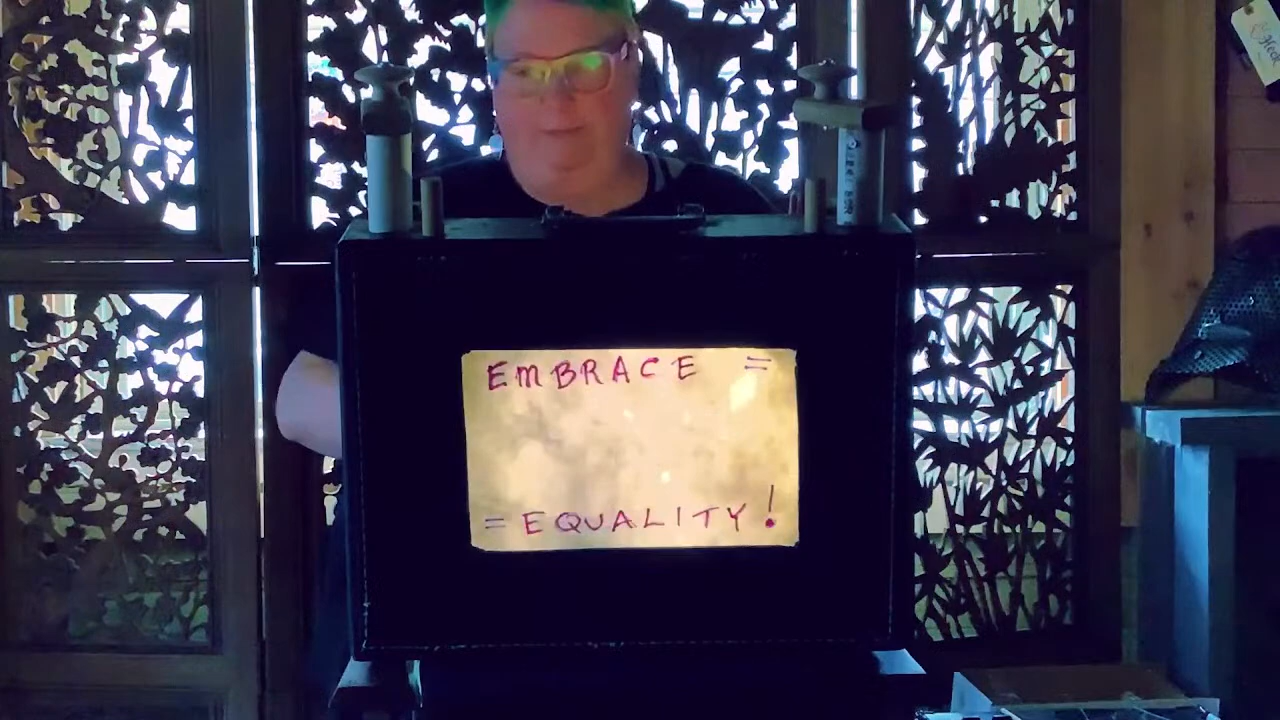 EMBRACE =
= EQUALITY!